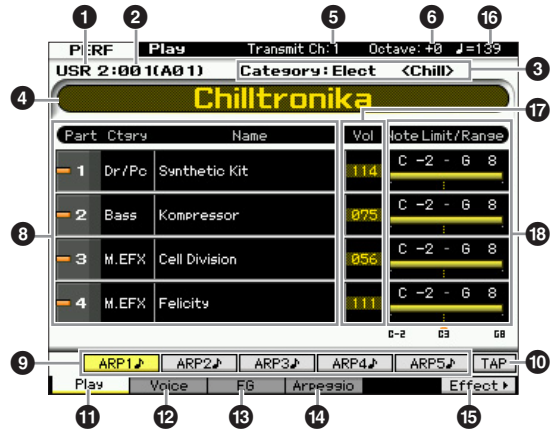 1 2 5 6 16
PERF Play Transmit Ch:1 Octave:+0 ♩=139
USR 2:001(A01) Category:Elect <Chill> 3
4 Chilltronika
17
Part Ctgry Name Vol Note Limit/Range
1 Dr/Pc Synthetic Kit 114 C -2 - G 8
2 Bass Kompressor 075 C -2 - G 8
8 18
3 M.EFX Cell Division 056 C -2 - G 8
4 M.EFX Felicity 111 C -2 - G 8
C-2 C3 G8
9 ARP1♪ ARP2♪ ARP3♪ ARP4♪ ARP5♪ TAP 10
Play Voice EG Arpeggio Effect
11 12 13 14 15